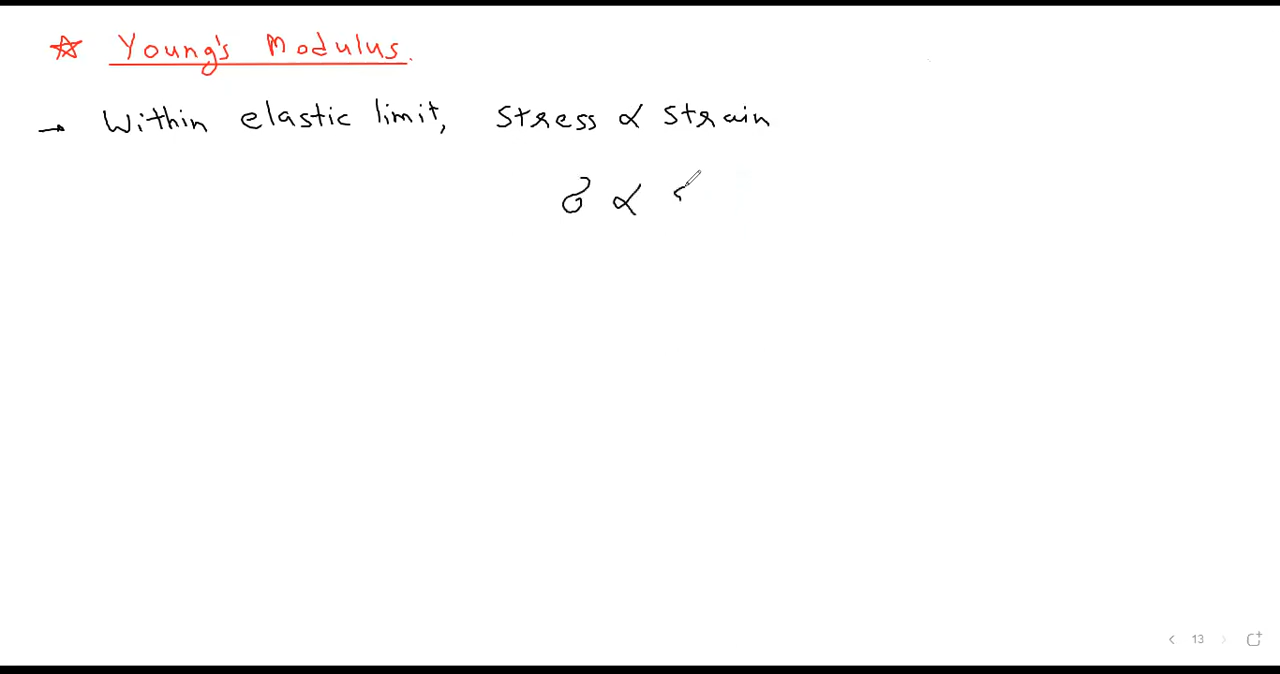 ☆ Young's Modulus.
→ Within elastic limit, stress ∝ strain
σ ∝
< 13 >